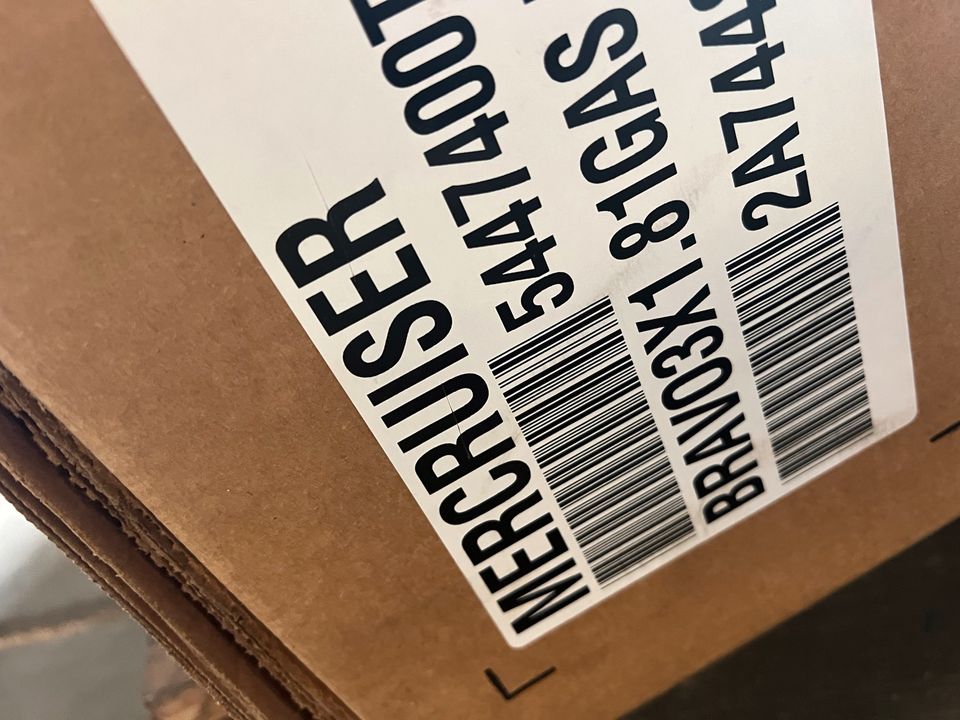 MERCRUISER
5447400T
BRAVO3X1.81GAS
2A744